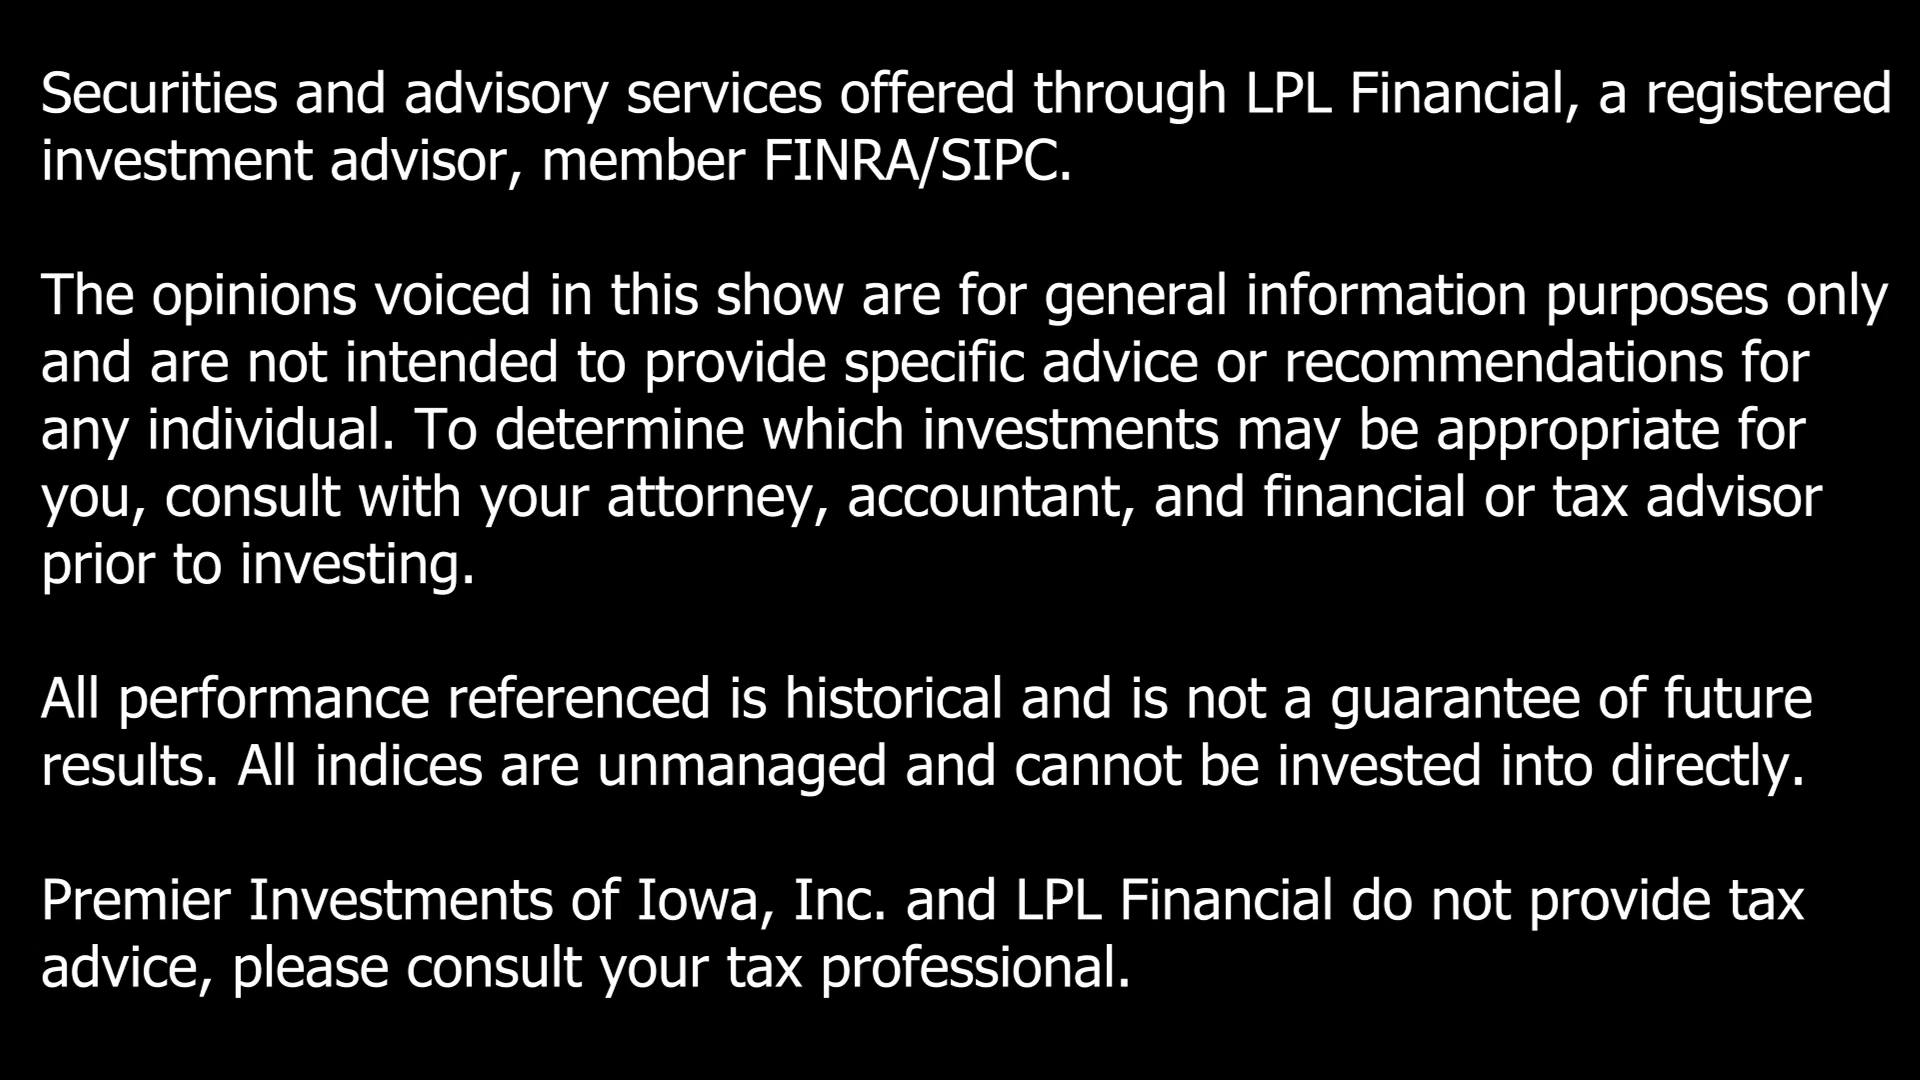 Securities and advisory services offered through LPL Financial, a registered
investment advisor, member FINRA/SIPC.
The opinions voiced in this show are for general information purposes only
and are not intended to provide specific advice or recommendations for
any individual. To determine which investments may be appropriate for
you, consult with your attorney, accountant, and financial or tax advisor
prior to investing.
All performance referenced is historical and is not a guarantee of future
results. All indices are unmanaged and cannot be invested into directly.
Premier Investments of Iowa, Inc. and LPL Financial do not provide tax
advice, please consult your tax professional.